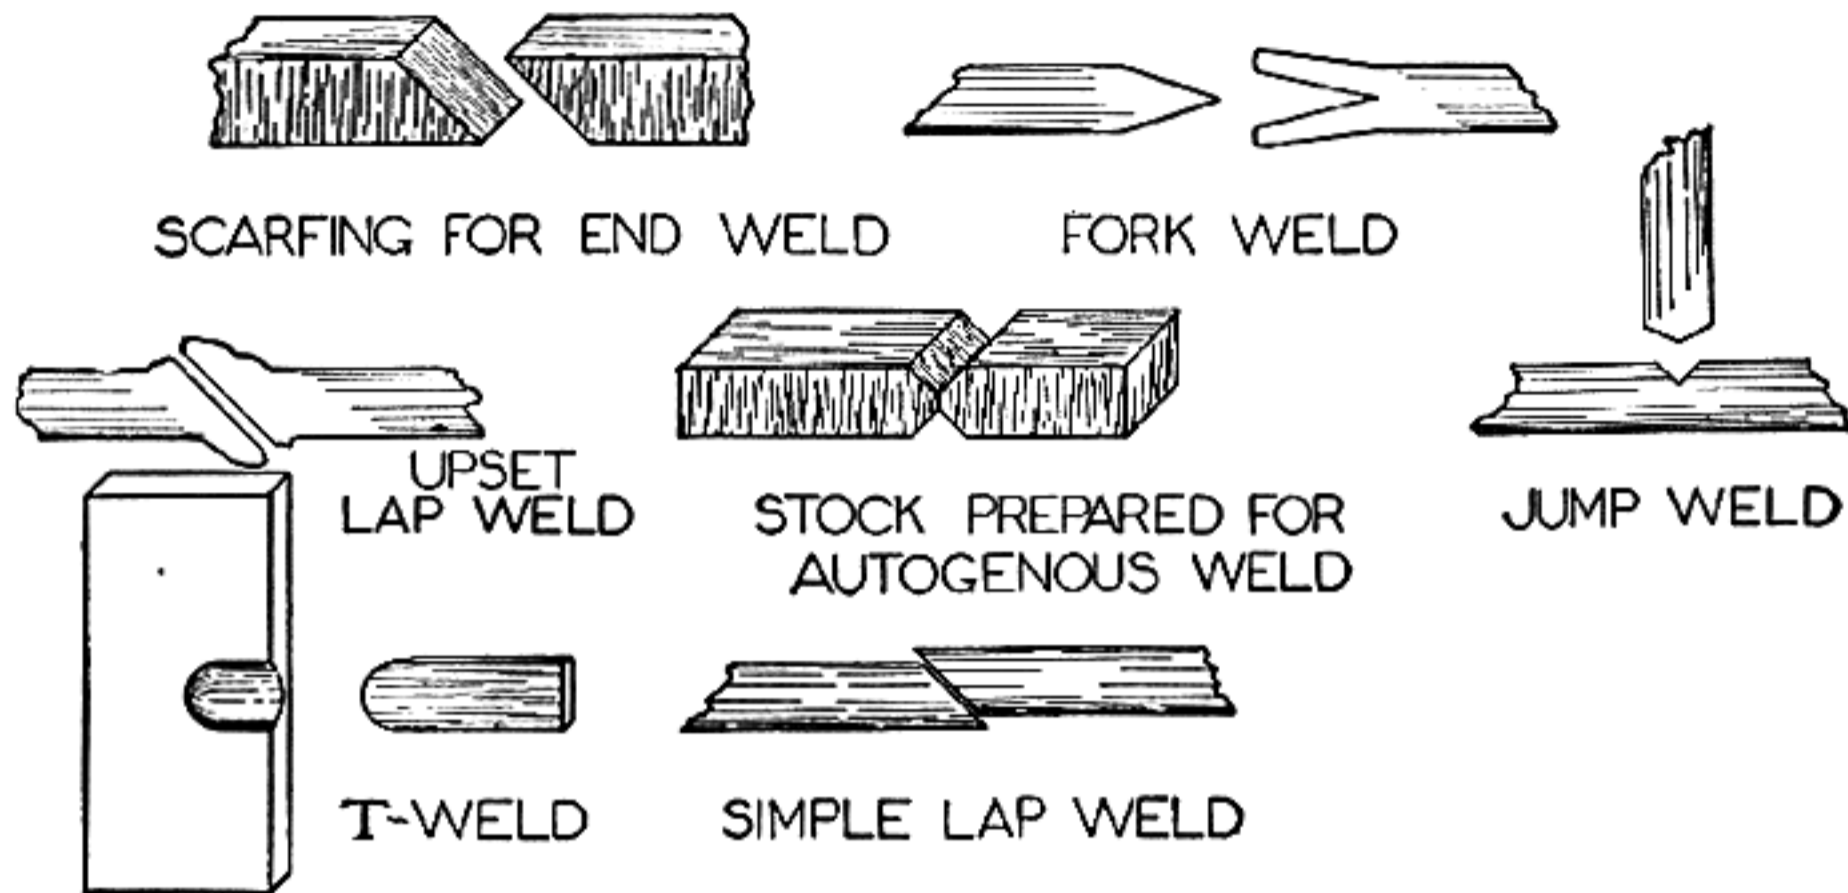 SCARFING FOR END WELD
FORK WELD
UPSET
LAP WELD
STOCK PREPARED FOR
AUTOGENOUS WELD
JUMP WELD
T-WELD
SIMPLE LAP WELD